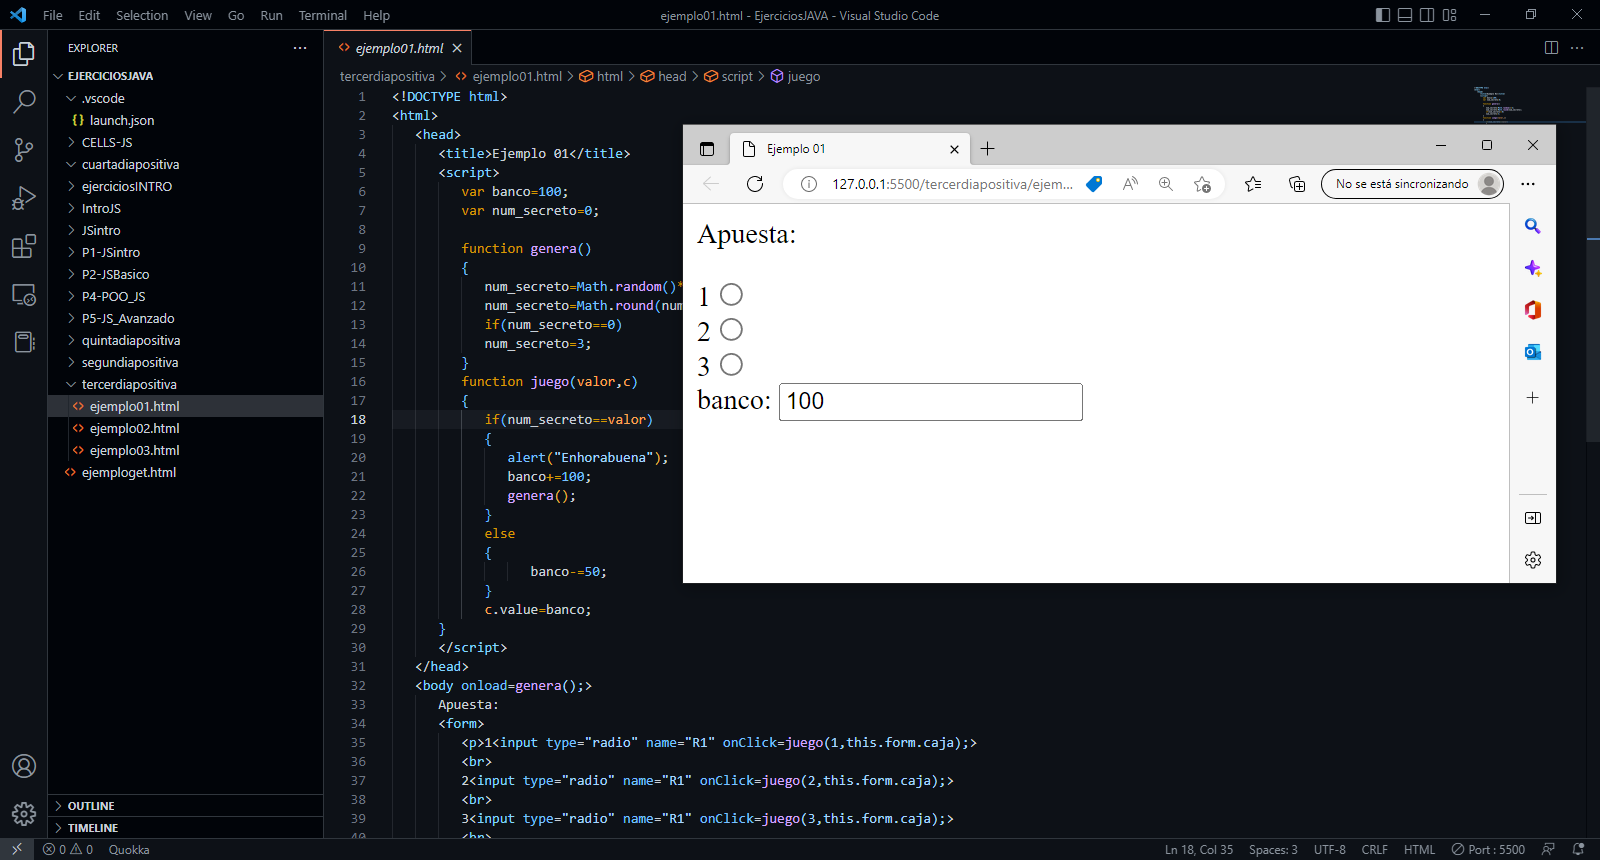 File Edit Selection View Go Run Terminal Help
ejemplo01.html - EjerciciosJAVA - Visual Studio Code
EXPLORER
EJERCICIOSJAVA
.vscode
{} launch.json
CELLS-JS
cuartadiapositiva
ejerciciosINTRO
IntroJS
JSintro
P1-JSintro
P2-JSBasico
P4-POO_JS
P5-JS_Avanzado
quintadiapositiva
segundiapositiva
tercerdiapositiva
ejemplo01.html
ejemplo02.html
ejemplo03.html
ejemploget.html
OUTLINE
TIMELINE
ejemplo01.html
tercerdiapositiva > ejemplo01.html > html > head > script > juego
1 <!DOCTYPE html>
2 <html>
3 <head>
4 <title>Ejemplo 01</title>
5 <script>
6 var banco=100;
7 var num_secreto=0;
8
9 function genera()
10 {
11 num_secreto=Math.random()*
12 num_secreto=Math.round(num
13 if(num_secreto==0)
14 num_secreto=3;
15 }
16 function juego(valor,c)
17 {
18 if(num_secreto==valor)
19 {
20 alert("Enhorabuena");
21 banco+=100;
22 genera();
23 }
24 else
25 {
26 banco-=50;
27 }
28 c.value=banco;
29 }
30 </script>
31 </head>
32 <body onload=genera();>
33 Apuesta:
34 <form>
35 <p>1<input type="radio" name="R1" onClick=juego(1,this.form.caja);>
36 <br>
37 2<input type="radio" name="R1" onClick=juego(2,this.form.caja);>
38 <br>
39 3<input type="radio" name="R1" onClick=juego(3,this.form.caja);>
40 <br>
Ejemplo 01
127.0.0.1:5500/tercerdiapositiva/ejem...
No se está sincronizando
Apuesta:
1
2
3
banco: 100
0 0 Quokka
Ln 18, Col 35 Spaces: 3 UTF-8 CRLF HTML Port : 5500